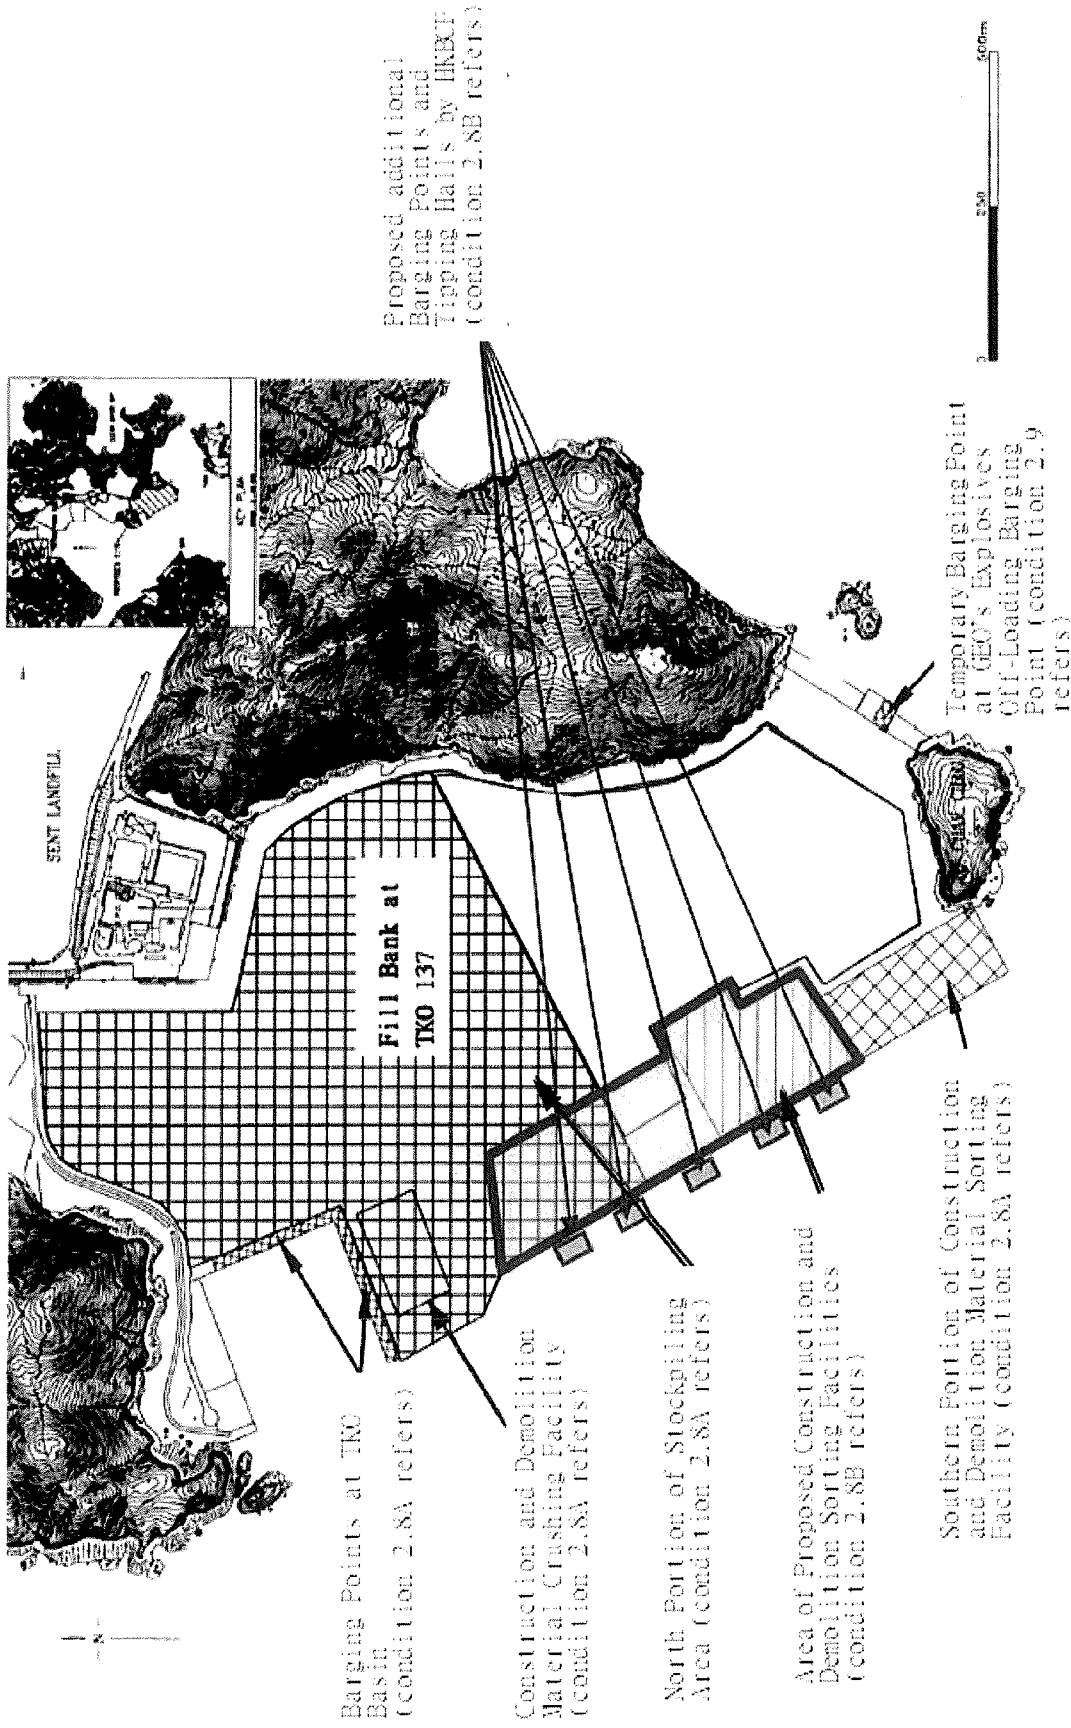 Proposed additional
Barging Points and
Tipping Halls by HKBCF
(condition 2.8B refers)
KEY PLAN
SENT LANDFILL
Fill Bank at
TKO 137
0 250 500m
Temporary Barging Point
at GEO's Explosives
Off-Loading Barging
Point (condition 2.9
refers)
N
Barging Points at TKO
Basin
(condition 2.8A refers)
Construction and Demolition
Material Crushing Facility
(condition 2.8A refers)
North Portion of Stockpiling
Area (condition 2.8A refers)
Area of Proposed Construction and
Demolition Sorting Facilities
(condition 2.8B refers)
Southern Portion of Construction
and Demolition Material Sorting
Facility (condition 2.8A refers)